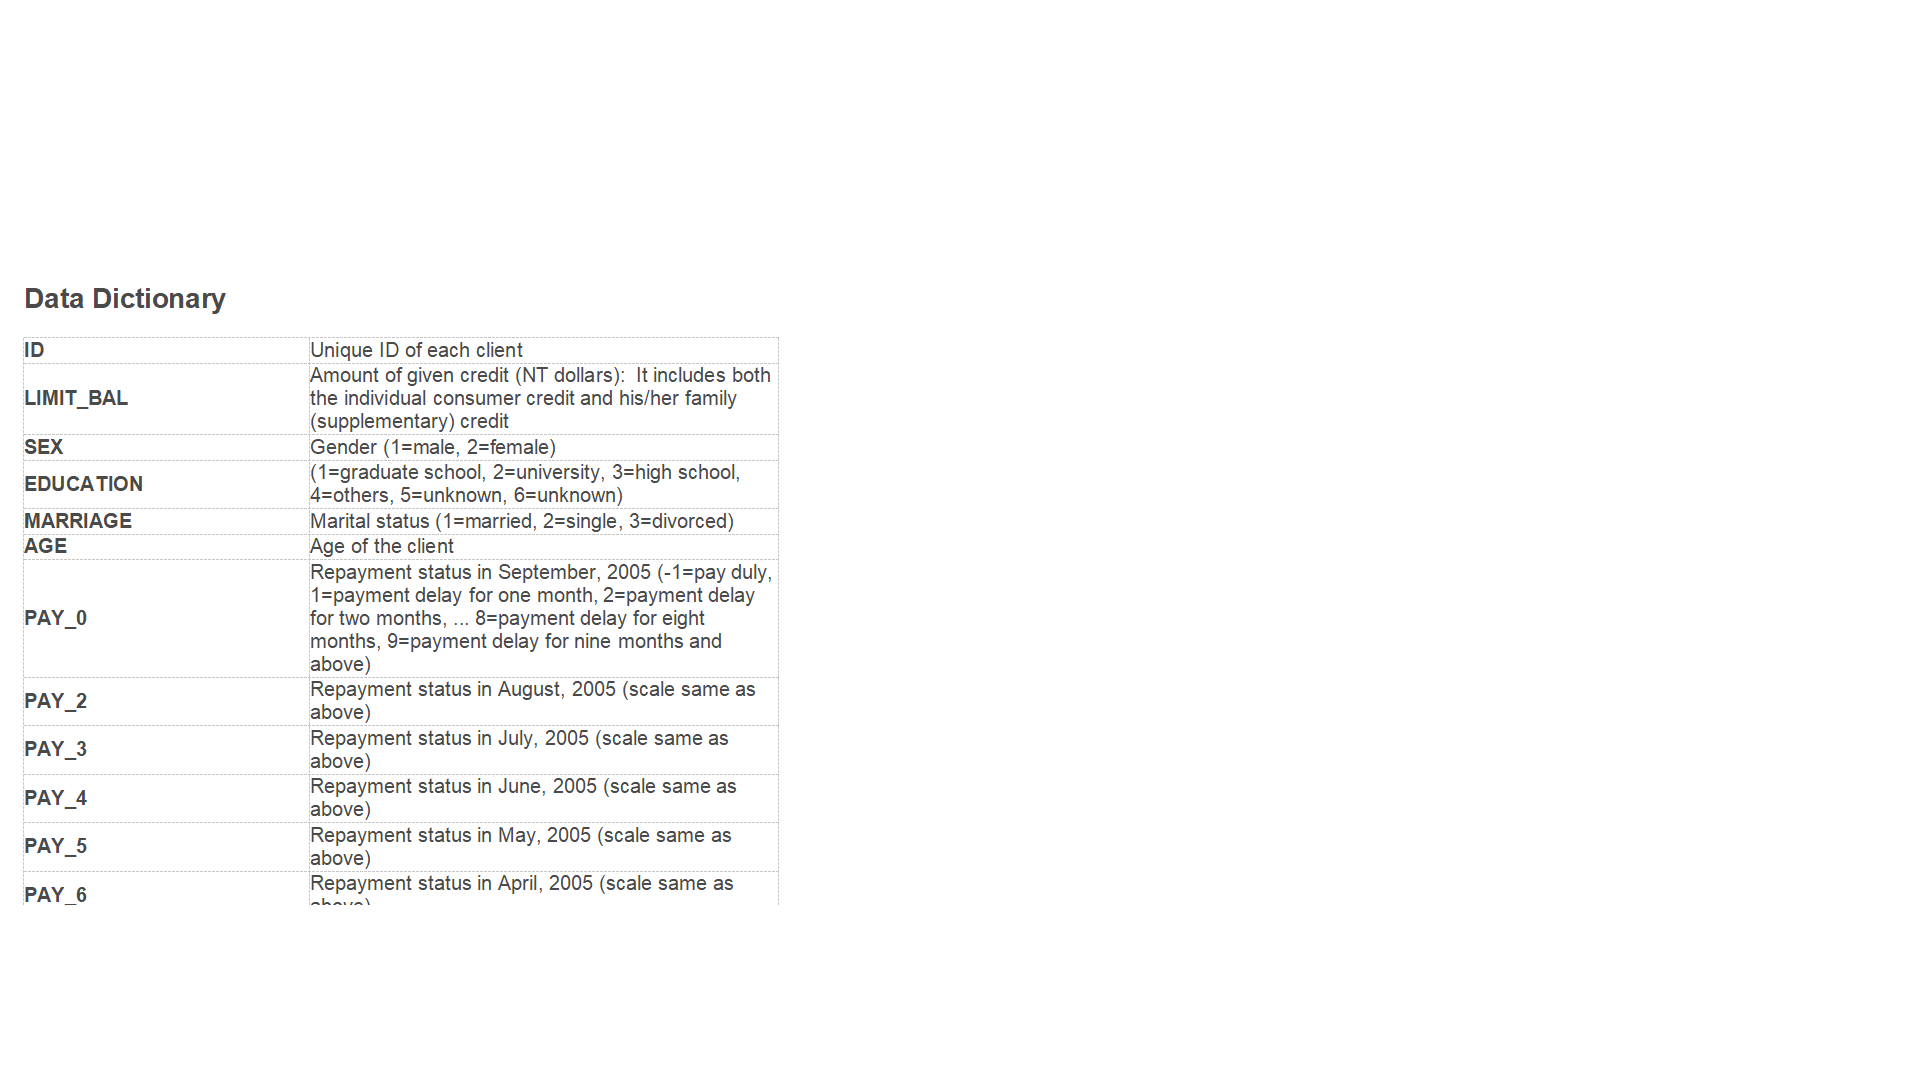 Data Dictionary
ID
Unique ID of each client
LIMIT_BAL
Amount of given credit (NT dollars):  It includes both
the individual consumer credit and his/her family
(supplementary) credit
SEX
Gender (1=male, 2=female)
EDUCATION
(1=graduate school, 2=university, 3=high school,
4=others, 5=unknown, 6=unknown)
MARRIAGE
Marital status (1=married, 2=single, 3=divorced)
AGE
Age of the client
PAY_0
Repayment status in September, 2005 (-1=pay duly,
1=payment delay for one month, 2=payment delay
for two months, ... 8=payment delay for eight
months, 9=payment delay for nine months and
above)
PAY_2
Repayment status in August, 2005 (scale same as
above)
PAY_3
Repayment status in July, 2005 (scale same as
above)
PAY_4
Repayment status in June, 2005 (scale same as
above)
PAY_5
Repayment status in May, 2005 (scale same as
above)
PAY_6
Repayment status in April, 2005 (scale same as
above)